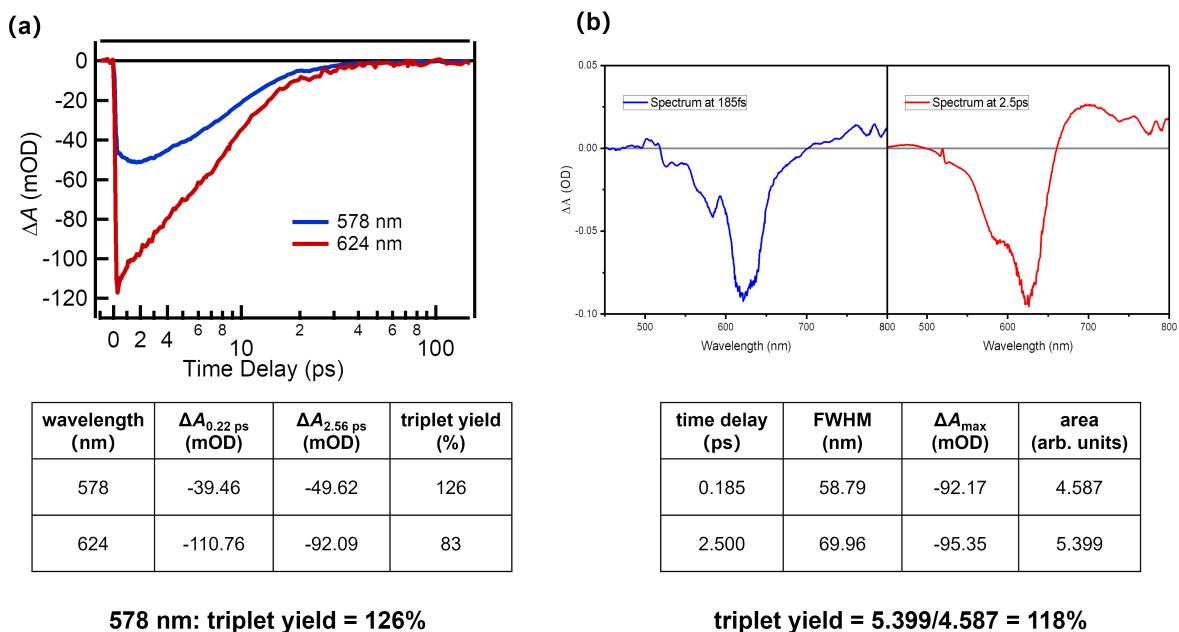 (a)
0
-20
-40
-60
-80
-100
-120
ΔA (mOD)
578 nm
624 nm
0 2 4 6 8 10 2 4 6 8 100
Time Delay (ps)
wavelength (nm) ΔA0.22 ps (mOD) ΔA2.56 ps (mOD) triplet yield (%)
578 -39.46 -49.62 126
624 -110.76 -92.09 83
578 nm: triplet yield = 126%
(b)
0.05
0.00
-0.05
-0.10
ΔA (OD)
Spectrum at 185fs
Spectrum at 2.5ps
500 600 700 800 500 600 700 800
Wavelength (nm) Wavelength (nm)
time delay (ps) FWHM (nm) ΔAmax (mOD) area (arb. units)
0.185 58.79 -92.17 4.587
2.500 69.96 -95.35 5.399
triplet yield = 5.399/4.587 = 118%